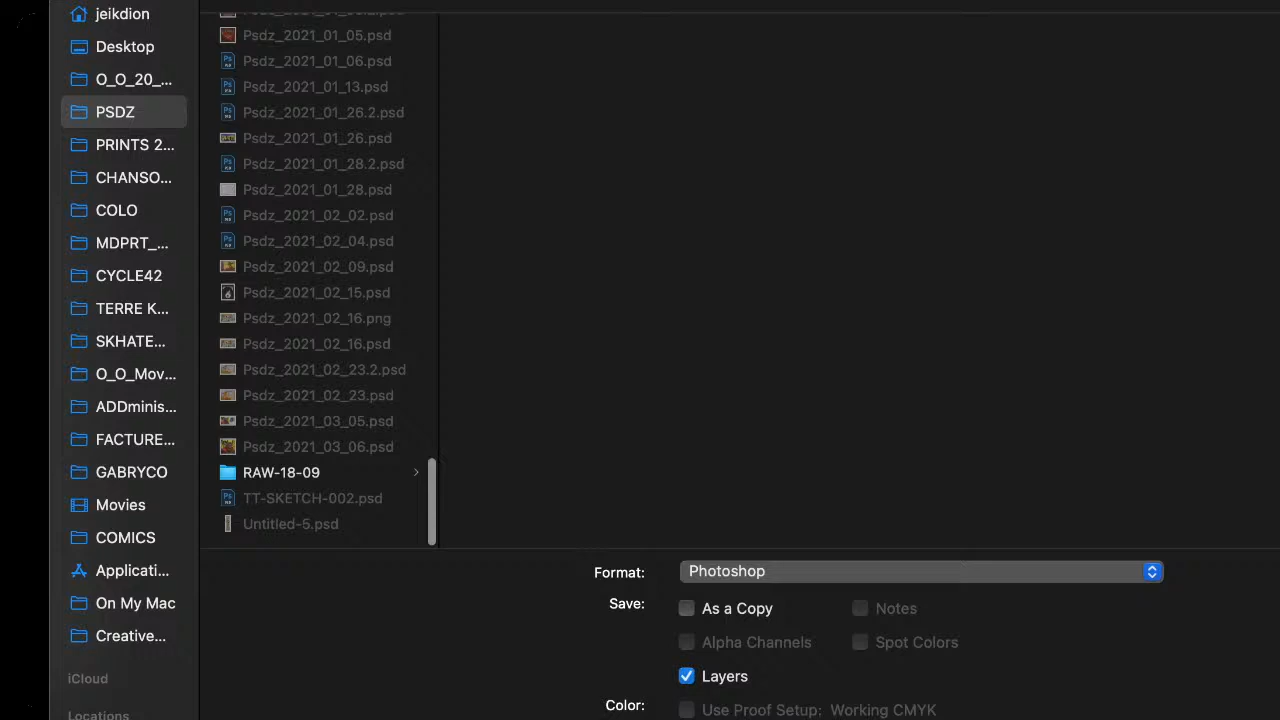 jeikdion
Desktop
O_O_20_...
PSDZ
PRINTS 2...
CHANSO...
COLO
MDPRT_...
CYCLE42
TERRE K...
SKHATE...
O_O_Mov...
ADDminis...
FACTURE...
GABRYCO
Movies
COMICS
Applicati...
On My Mac
Creative...
iCloud
Locations
Psdz_2021_01_05.psd
Psdz_2021_01_06.psd
Psdz_2021_01_13.psd
Psdz_2021_01_26.2.psd
Psdz_2021_01_26.psd
Psdz_2021_01_28.2.psd
Psdz_2021_01_28.psd
Psdz_2021_02_02.psd
Psdz_2021_02_04.psd
Psdz_2021_02_09.psd
Psdz_2021_02_15.psd
Psdz_2021_02_16.png
Psdz_2021_02_16.psd
Psdz_2021_02_23.2.psd
Psdz_2021_02_23.psd
Psdz_2021_03_05.psd
Psdz_2021_03_06.psd
RAW-18-09
TT-SKETCH-002.psd
Untitled-5.psd
Format: Photoshop
Save: As a Copy Notes
Alpha Channels Spot Colors
Layers
Color: Use Proof Setup: Working CMYK